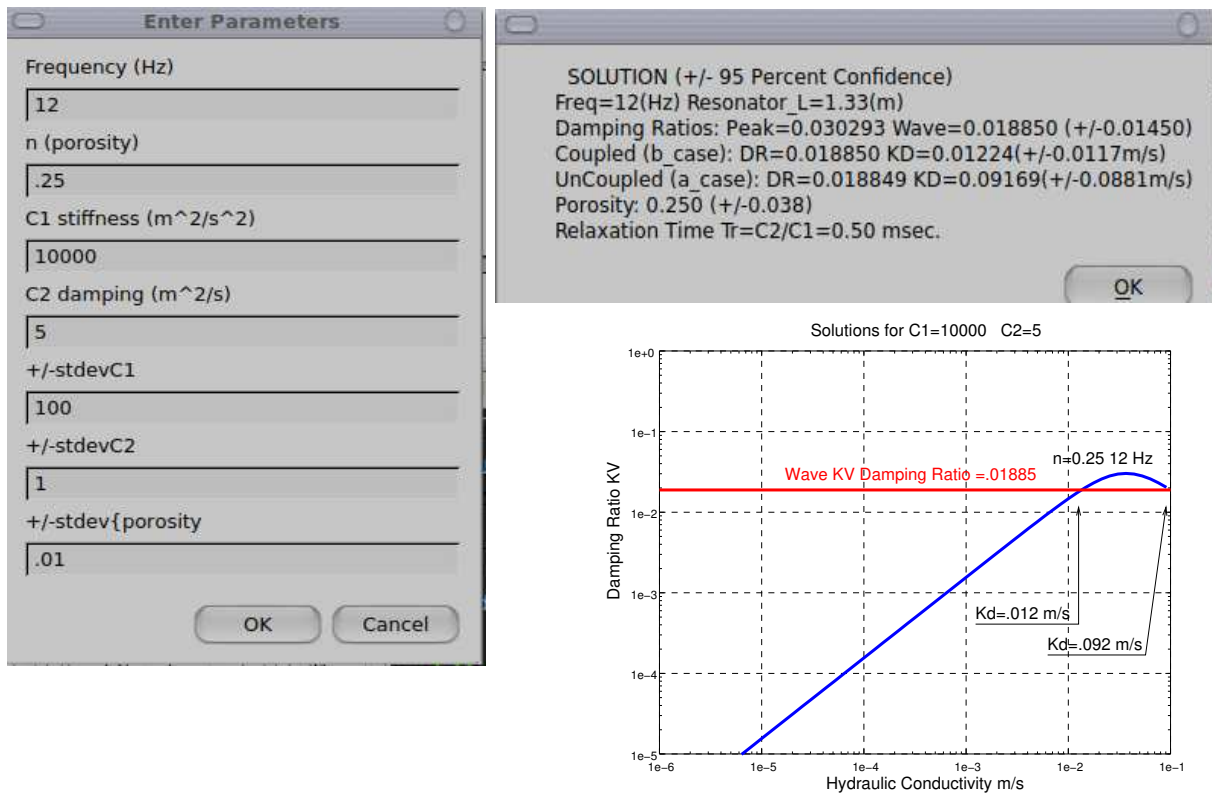 Enter Parameters
Frequency (Hz)
12
n (porosity)
.25
C1 stiffness (m^2/s^2)
10000
C2 damping (m^2/s)
5
+/-stdevC1
100
+/-stdevC2
1
+/-stdev{porosity
.01
OK
Cancel
SOLUTION (+/- 95 Percent Confidence)
Freq=12(Hz) Resonator_L=1.33(m)
Damping Ratios: Peak=0.030293 Wave=0.018850 (+/-0.01450)
Coupled (b_case): DR=0.018850 KD=0.01224(+/-0.0117m/s)
UnCoupled (a_case): DR=0.018849 KD=0.09169(+/-0.0881m/s)
Porosity: 0.250 (+/-0.038)
Relaxation Time Tr=C2/C1=0.50 msec.
OK
Solutions for C1=10000 C2=5
1e+0
1e-1
1e-2
1e-3
1e-4
1e-5
Damping Ratio KV
n=0.25 12 Hz
Wave KV Damping Ratio =.01885
Kd=.012 m/s
Kd=.092 m/s
1e-6 1e-5 1e-4 1e-3 1e-2 1e-1
Hydraulic Conductivity m/s